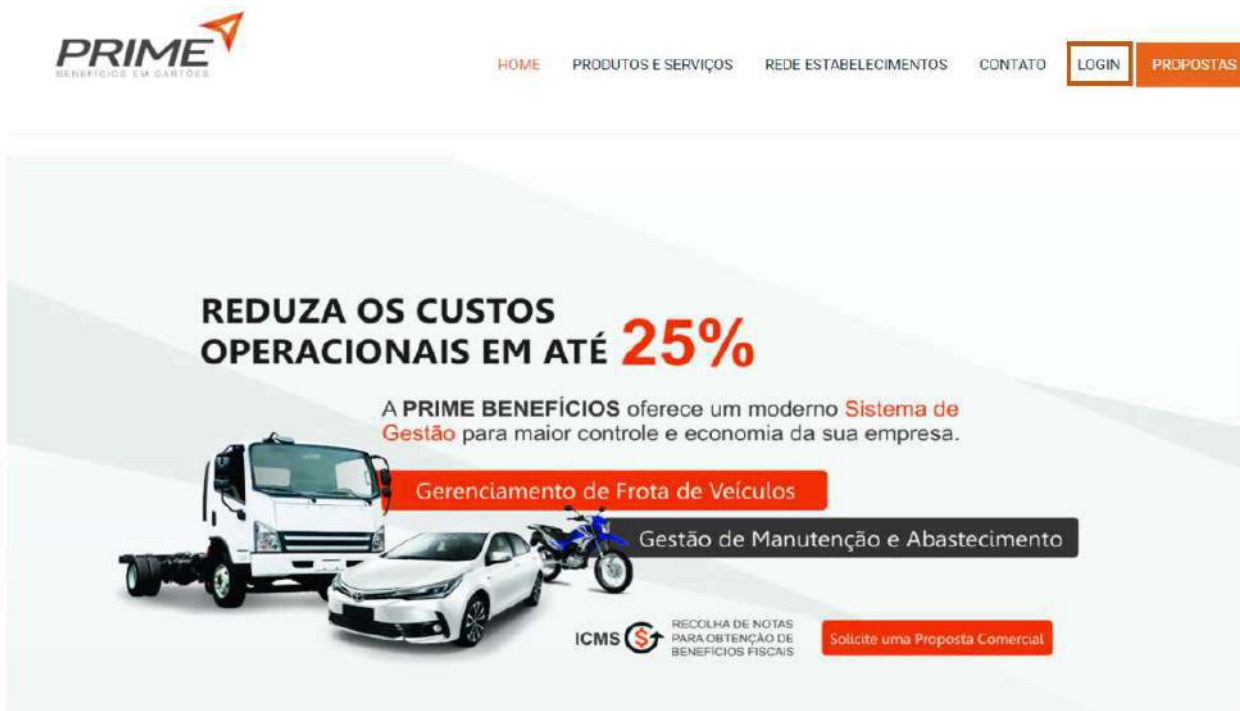 PRIME
BENEFÍCIOS EM CARTÕES
HOME
PRODUTOS E SERVIÇOS
REDE ESTABELECIMENTOS
CONTATO
LOGIN
PROPOSTAS
REDUZA OS CUSTOS
OPERACIONAIS EM ATÉ 25%
A PRIME BENEFÍCIOS oferece um moderno Sistema de
Gestão para maior controle e economia da sua empresa.
Gerenciamento de Frota de Veículos
Gestão de Manutenção e Abastecimento
ICMS $
RECOLHA DE NOTAS
PARA OBTENÇÃO DE
BENEFÍCIOS FISCAIS
Solicite uma Proposta Comercial